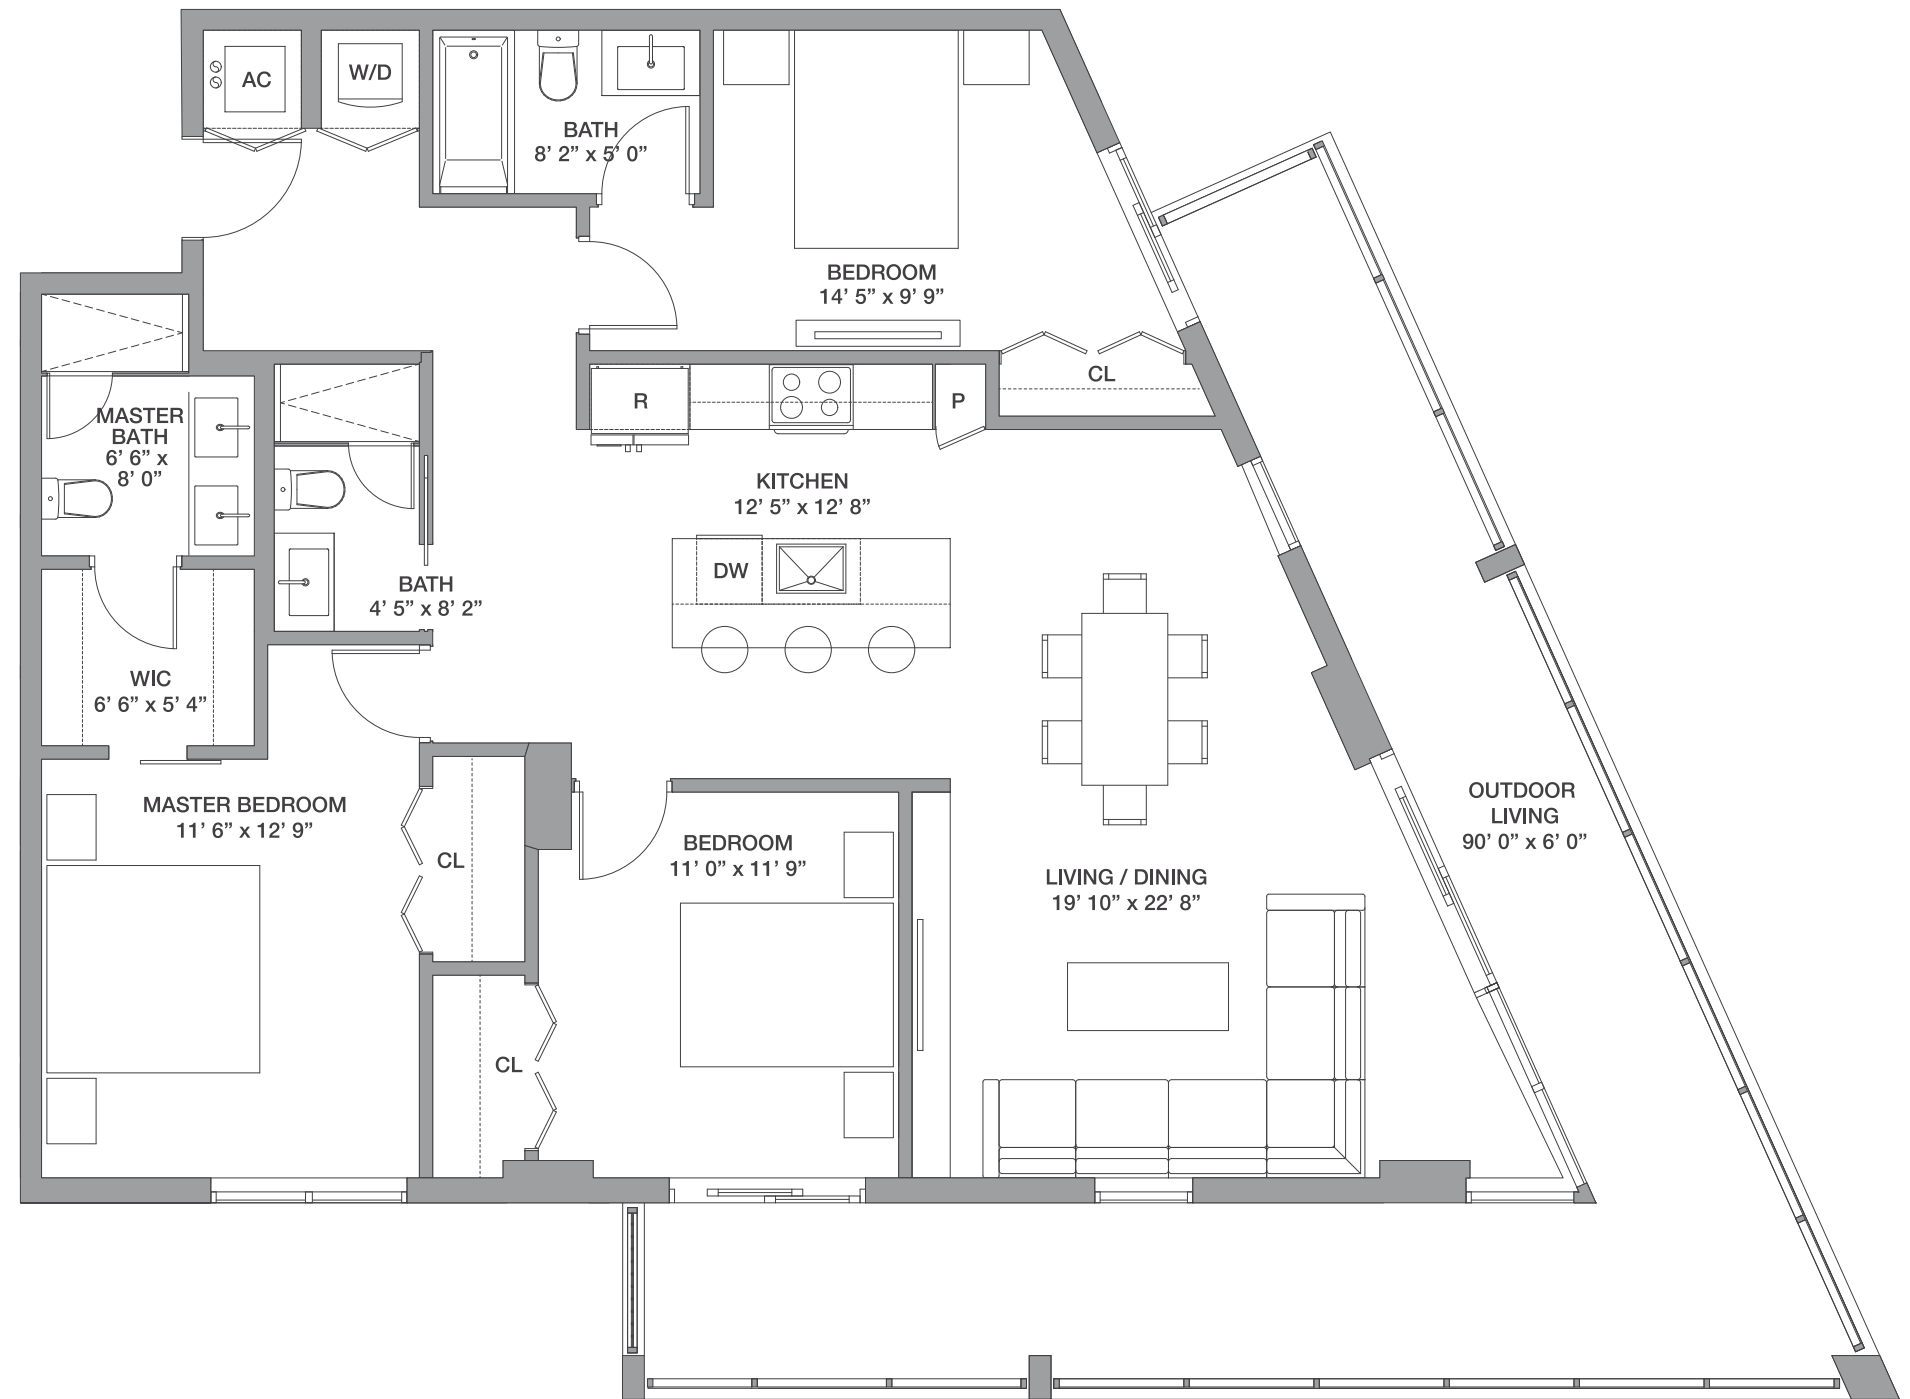 AC
W/D
BATH
8' 2” x 5' 0”
BEDROOM
14' 5” x 9' 9”
CL
R
P
MASTER
BATH
6' 6” x
8' 0”
KITCHEN
12' 5” x 12' 8”
DW
BATH
4' 5” x 8' 2”
WIC
6' 6” x 5' 4”
MASTER BEDROOM
11' 6” x 12' 9”
CL
BEDROOM
11' 0” x 11' 9”
LIVING / DINING
19' 10” x 22' 8”
OUTDOOR
LIVING
90' 0” x 6' 0”
CL